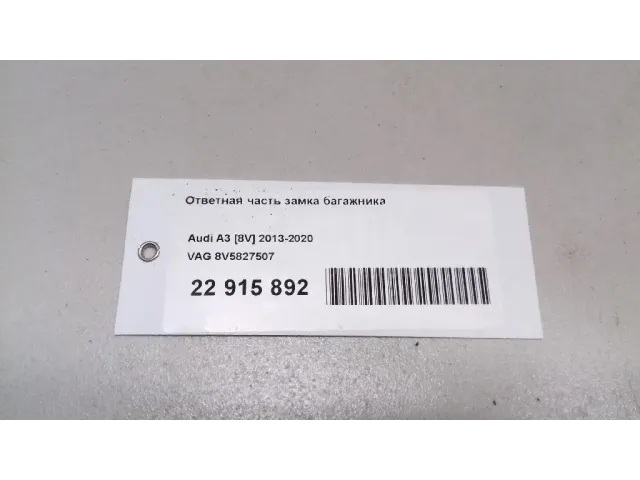 Ответная часть замка багажника
Audi A3 [8V] 2013-2020
VAG 8V5827507
22 915 892